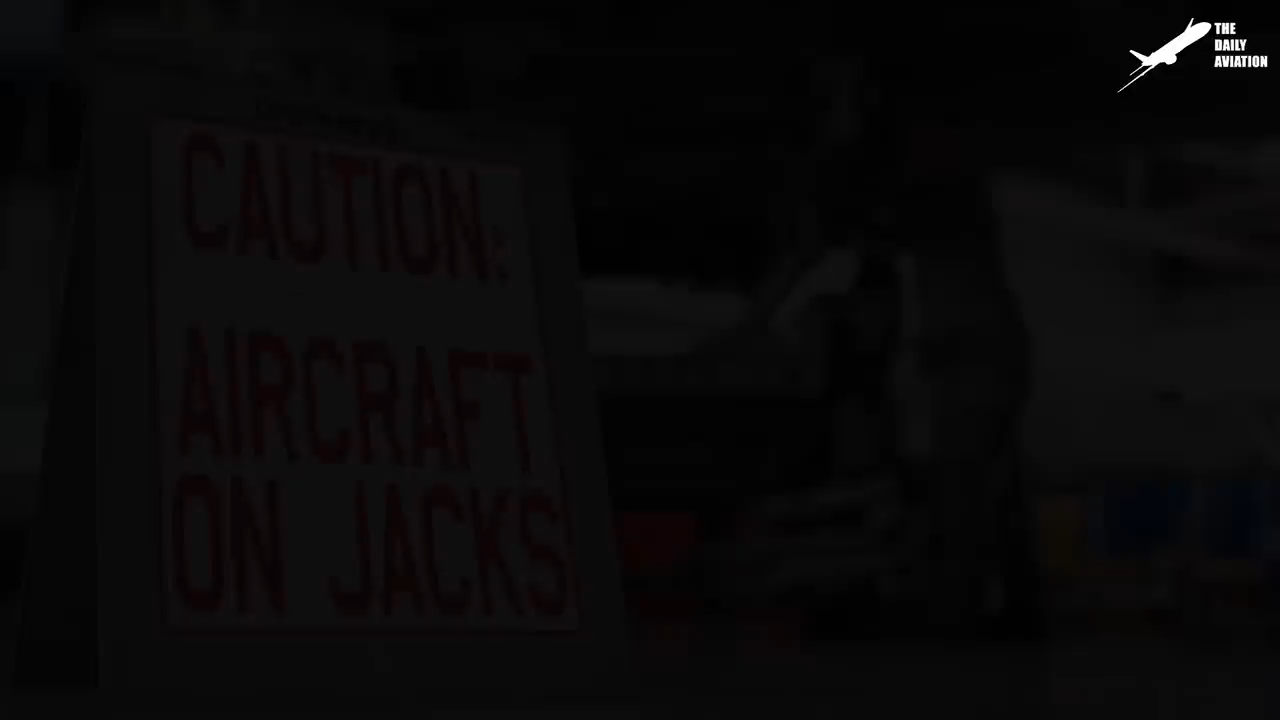 THE
DAILY
AVIATION
CAUTION:
AIRCRAFT
ON JACKS